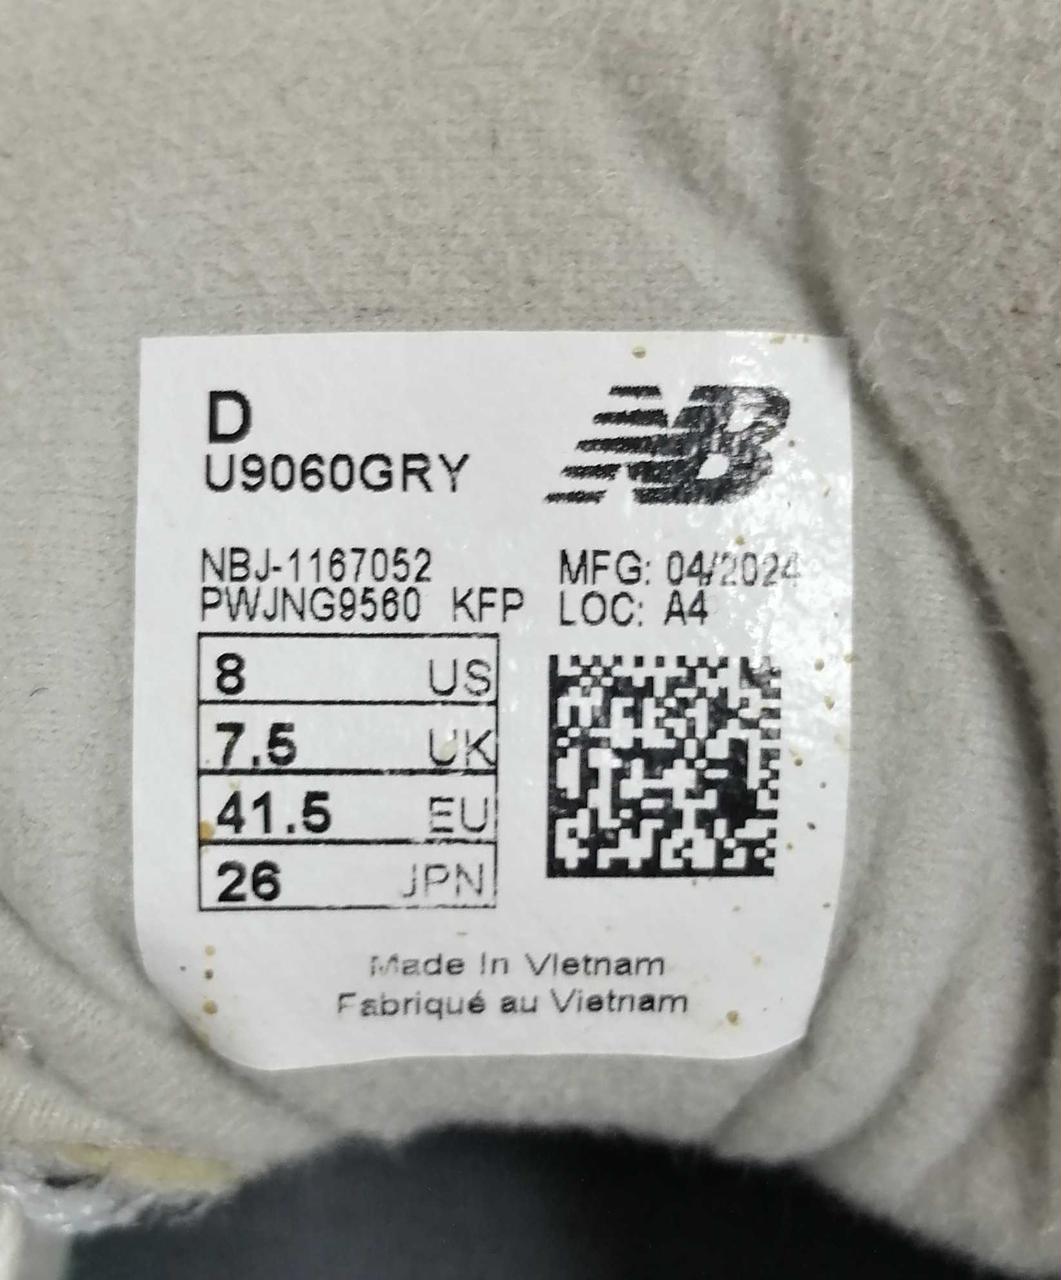 D
NB
U9060GRY
NBJ-1167052
MFG: 04/2024
PWJNG9560 KFP
LOC: A4
8 US
7.5 UK
41.5 EU
26 JPN
Made In Vietnam
Fabriqué au Vietnam